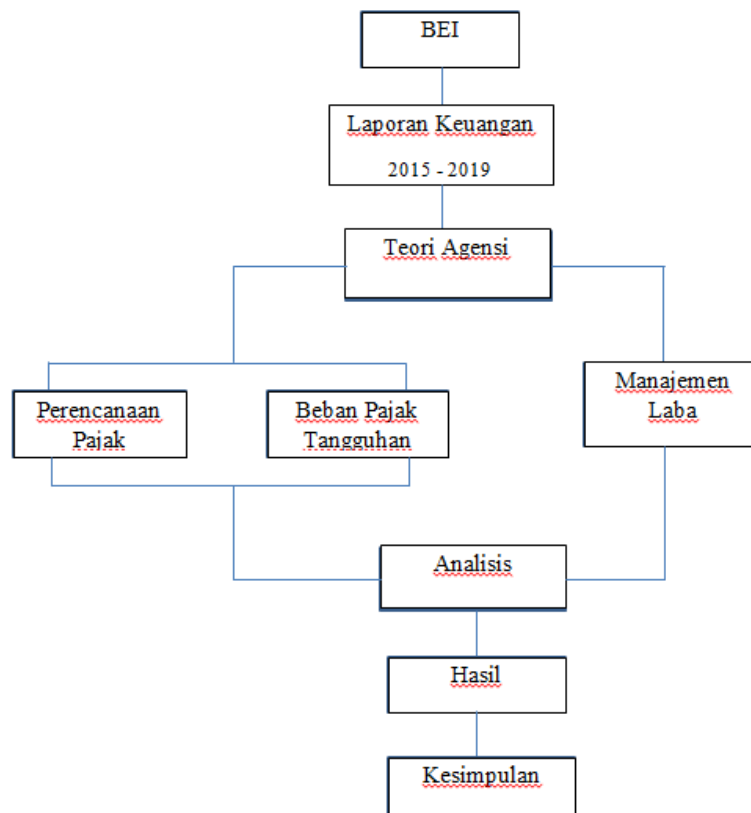 BEI
Laporan Keuangan
2015 - 2019
Teori Agensi
Perencanaan
Pajak
Beban Pajak
Tangguhan
Manajemen
Laba
Analisis
Hasil
Kesimpulan